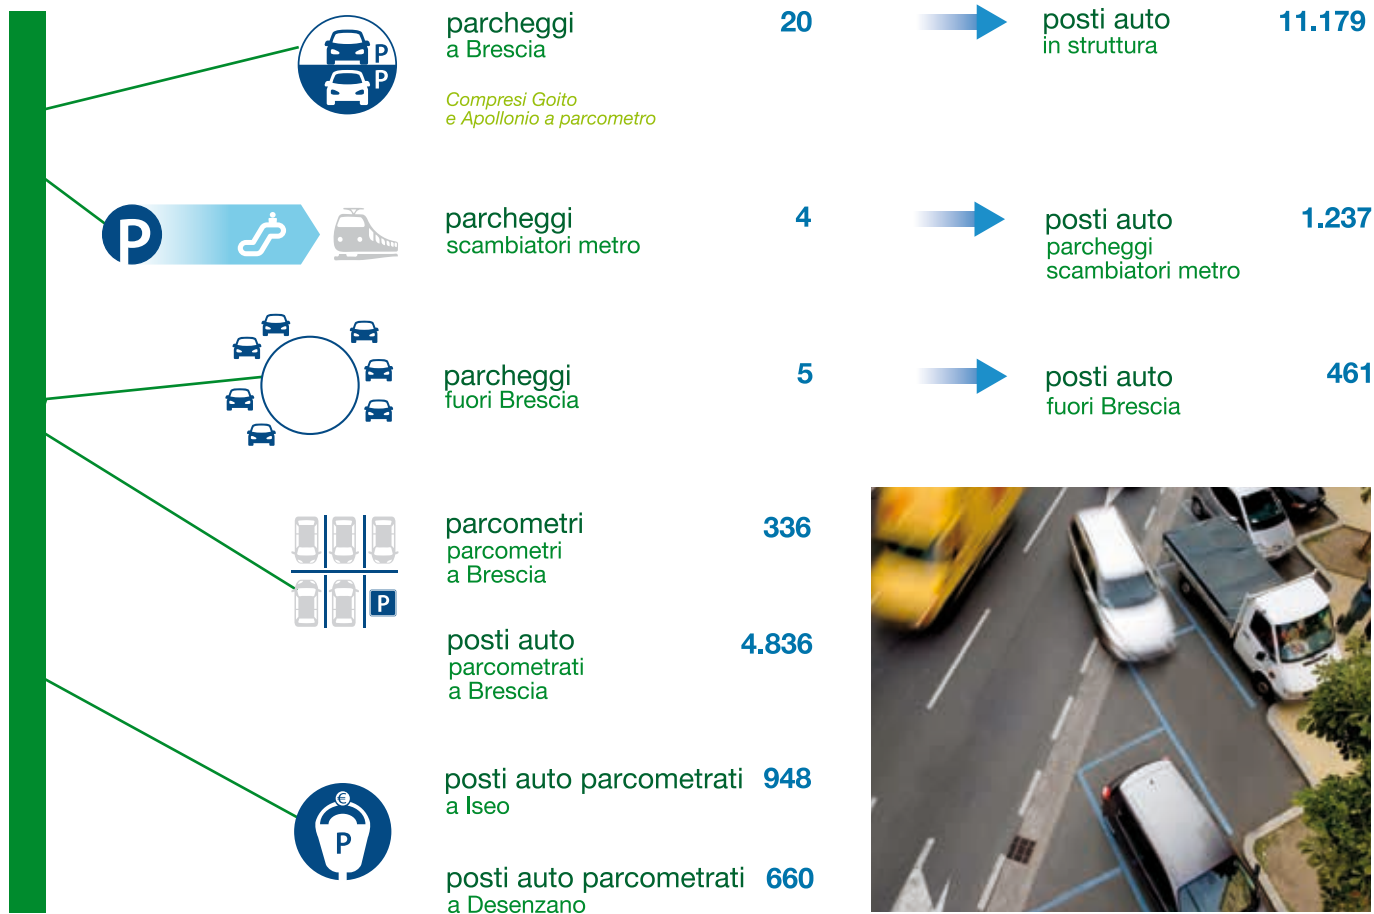 parcheggi 20 posti auto 11.179
a Brescia in struttura
Compresi Goito
e Apollonio a parcometro
P
P
parcheggi 4 posti auto 1.237
scambiatori metro parcheggi
scambiatori metro
P
parcheggi 5 posti auto 461
fuori Brescia fuori Brescia
parcometri 336
parcometri
a Brescia
P
posti auto 4.836
parcometrati
a Brescia
posti auto parcometrati 948
a Iseo
€
P
posti auto parcometrati 660
a Desenzano